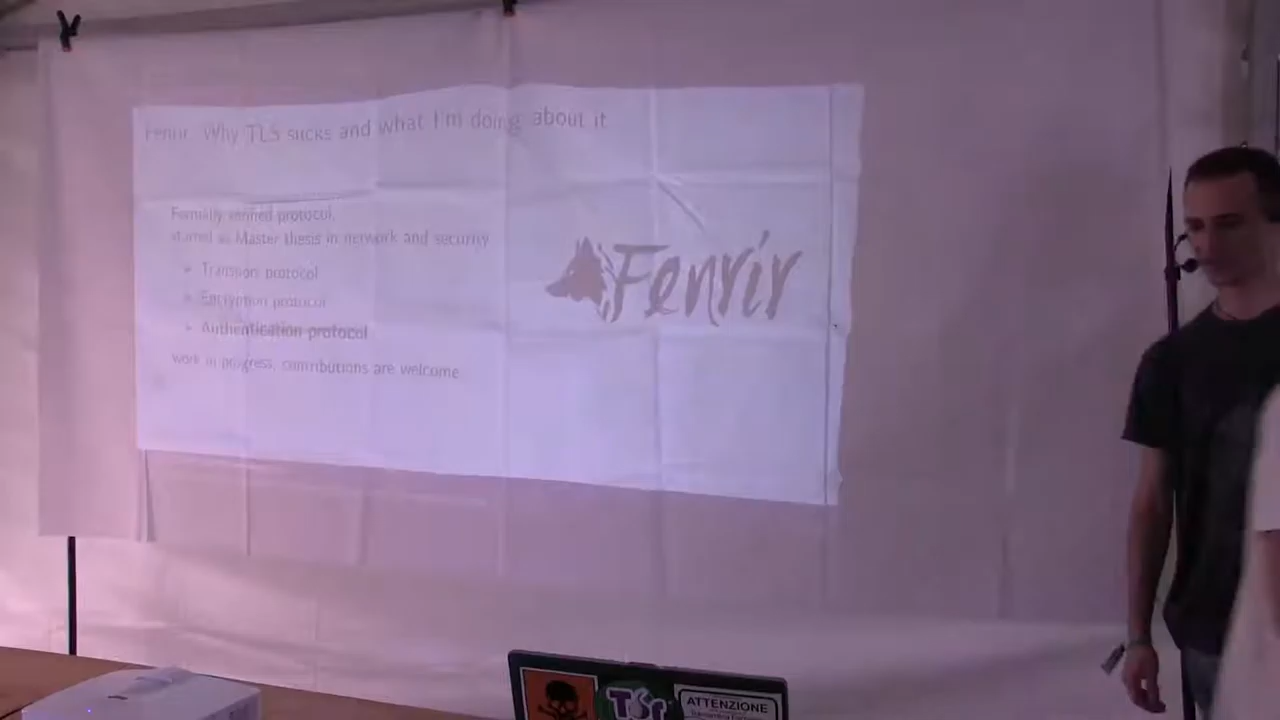 Fenrir: Why TLS sucks and what I'm doing about it
Formally verified protocol,
started as Master thesis in network and security
Transport protocol
Encryption protocol
Authentication protocol
work in progress, contributions are welcome
Fenrir
ATTENZIONE